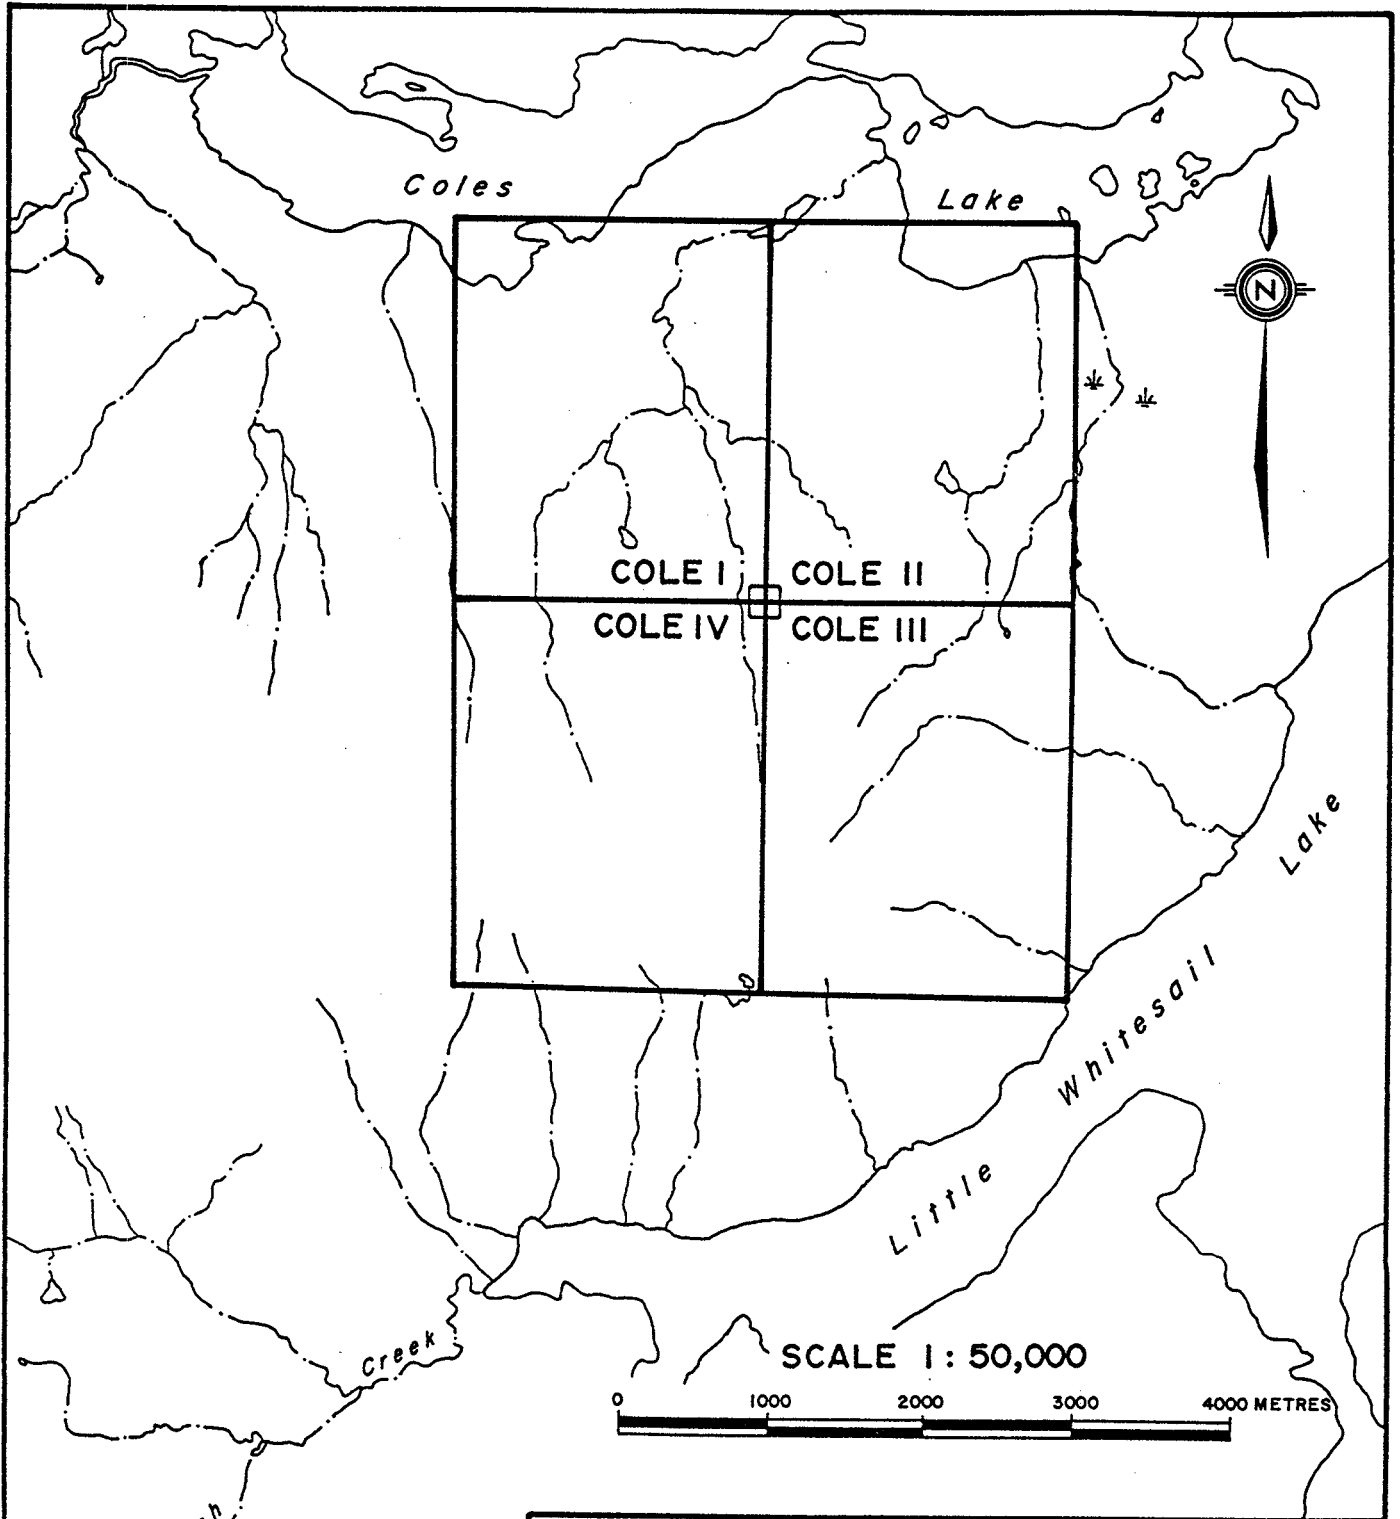 Coles Lake
N
COLE I COLE II
COLE IV COLE III
Little Whitesail Lake
Creek
SCALE 1 : 50,000
0 1000 2000 3000 4000 METRES